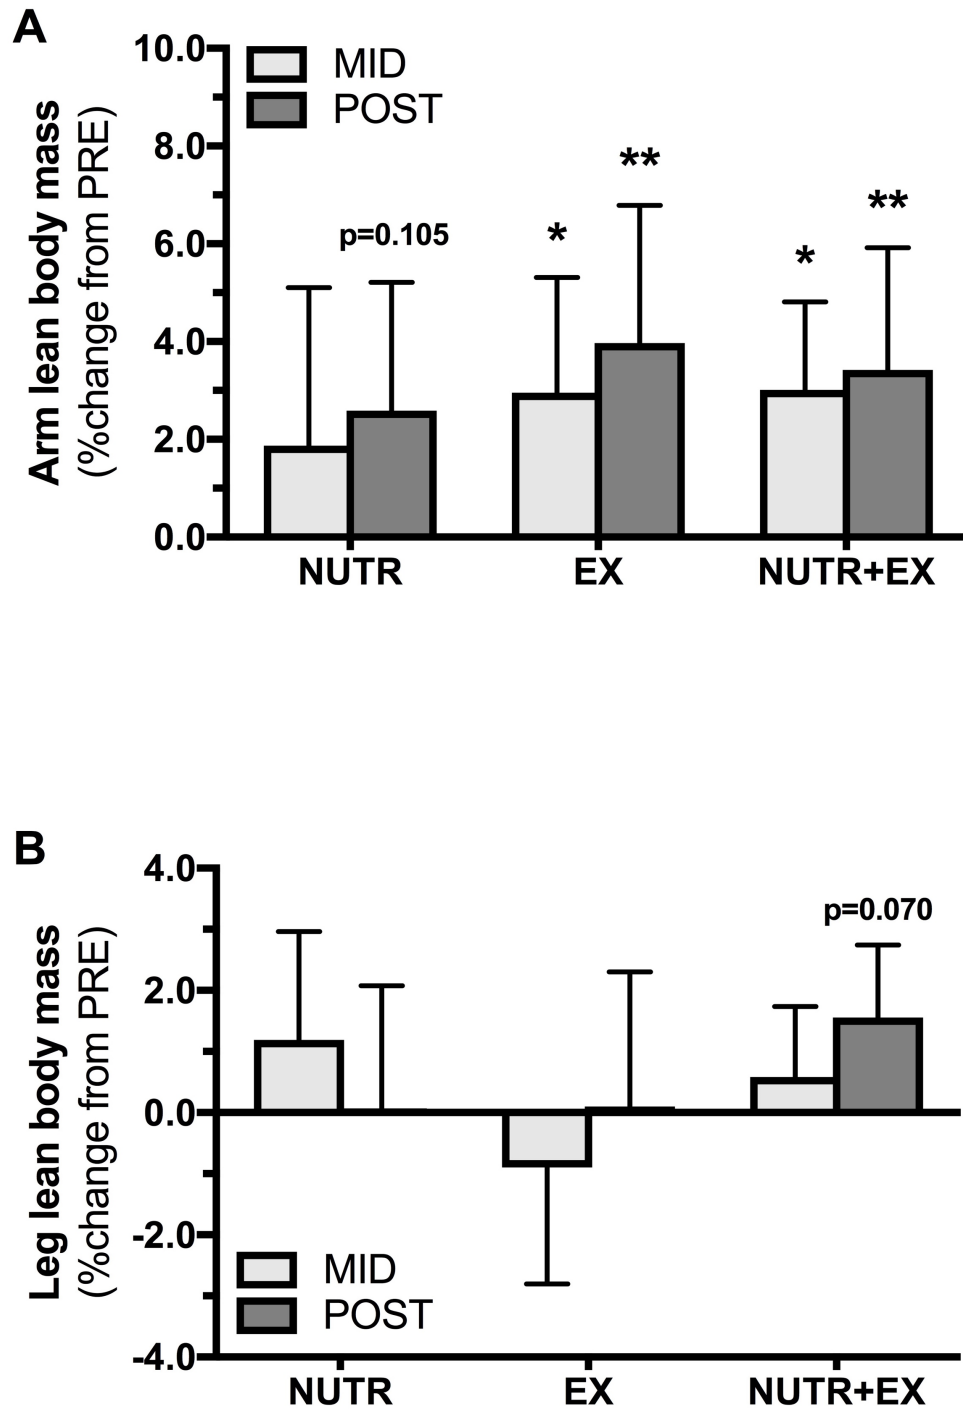 A
Arm lean body mass
(%change from PRE)
10.0
8.0
6.0
4.0
2.0
0.0
MID
POST
p=0.105
*
**
*
**
NUTR
EX
NUTR+EX
B
Leg lean body mass
(%change from PRE)
4.0
2.0
0.0
-2.0
-4.0
p=0.070
MID
POST
NUTR
EX
NUTR+EX